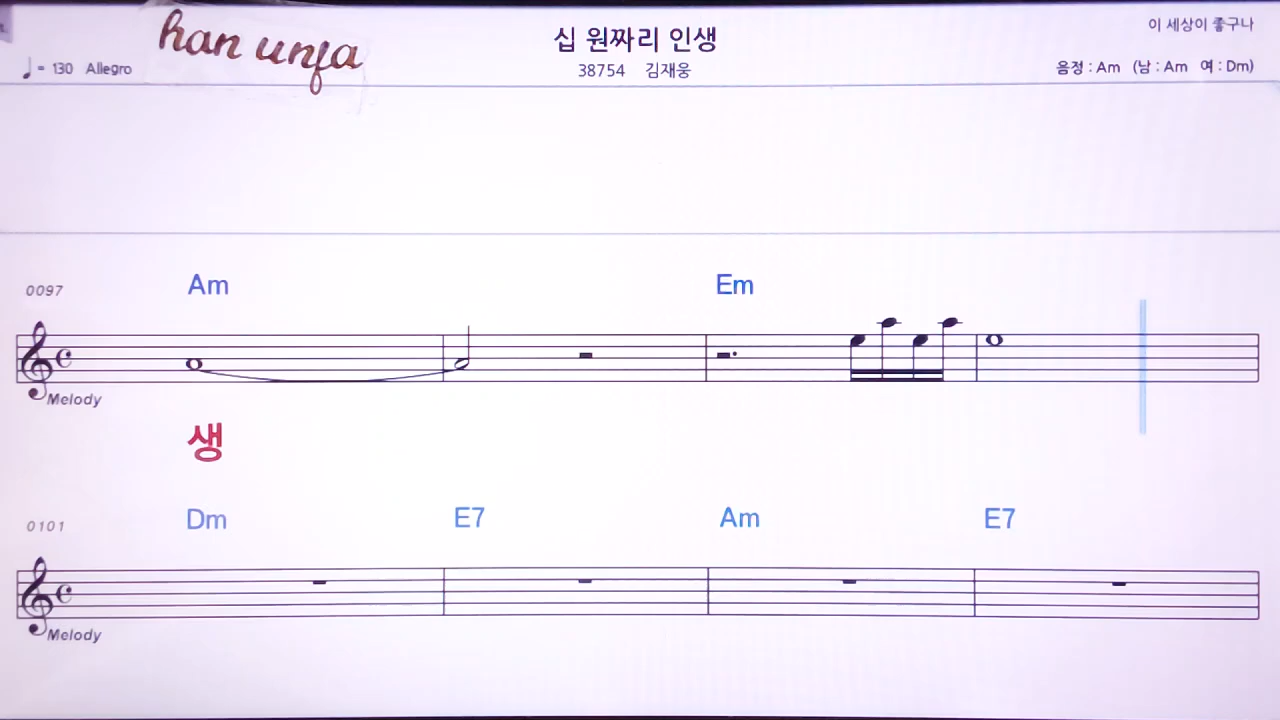 han unfa
십 원짜리 인생
이 세상이 좋구나
= 130 Allegro
38754 김재웅
음정 : Am (남 : Am 여 : Dm)
0097
Am Em
Melody
생
0101
Dm E7 Am E7
Melody